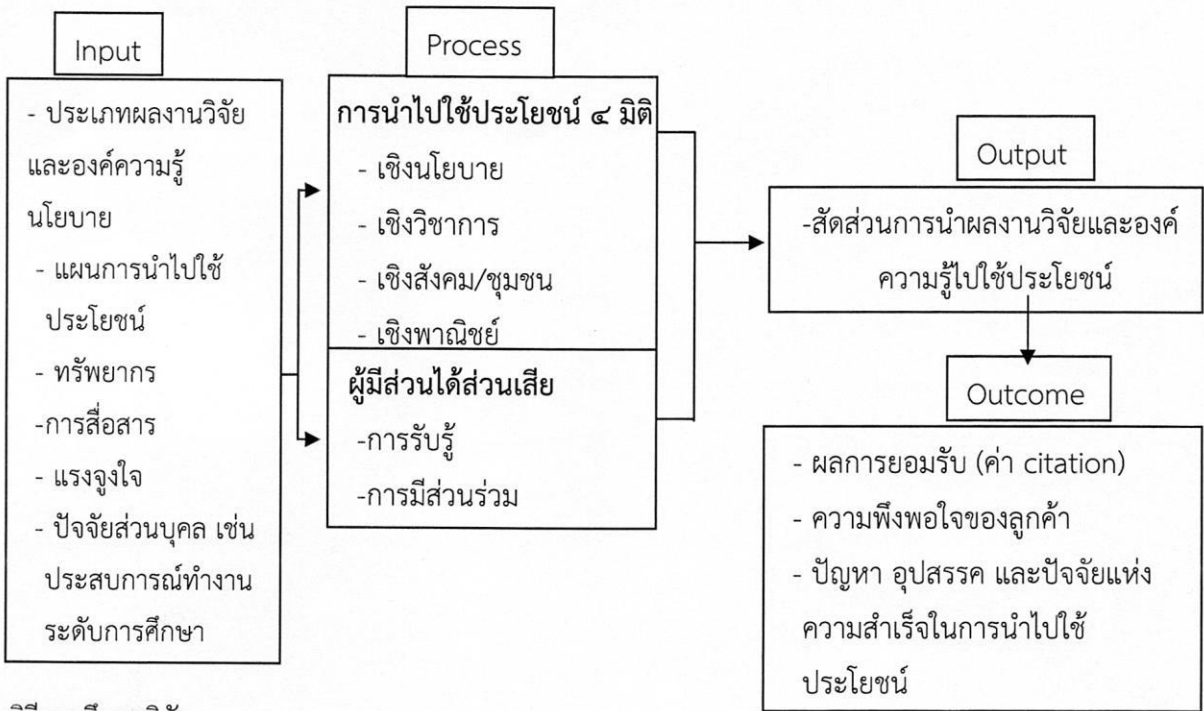 Input
- ประเภทผลงานวิจัย
และองค์ความรู้
นโยบาย
- แผนการนำไปใช้
ประโยชน์
- ทรัพยากร
-การสื่อสาร
- แรงจูงใจ
- ปัจจัยส่วนบุคล เช่น
ประสบการณ์ทำงาน
ระดับการศึกษา
Process
การนำไปใช้ประโยชน์ ๔ มิติ
- เชิงนโยบาย
- เชิงวิชาการ
- เชิงสังคม/ชุมชน
- เชิงพาณิชย์
ผู้มีส่วนได้ส่วนเสีย
-การรับรู้
-การมีส่วนร่วม
Output
-สัดส่วนการนำผลงานวิจัยและองค์
ความรู้ไปใช้ประโยชน์
Outcome
- ผลการยอมรับ (ค่า citation)
- ความพึงพอใจของลูกค้า
- ปัญหา อุปสรรค และปัจจัยแห่ง
ความสำเร็จในการนำไปใช้
ประโยชน์